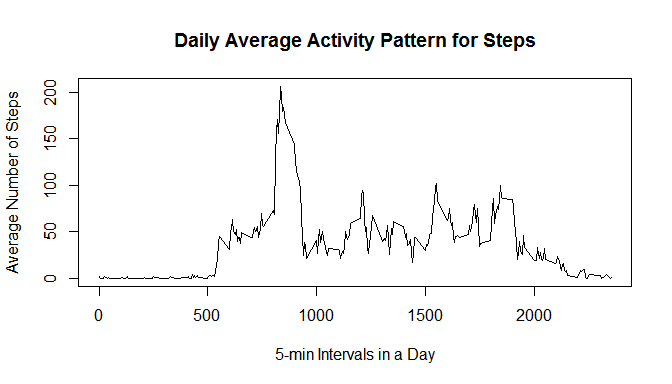 Daily Average Activity Pattern for Steps
Average Number of Steps
200
150
100
50
0
0 500 1000 1500 2000
5-min Intervals in a Day